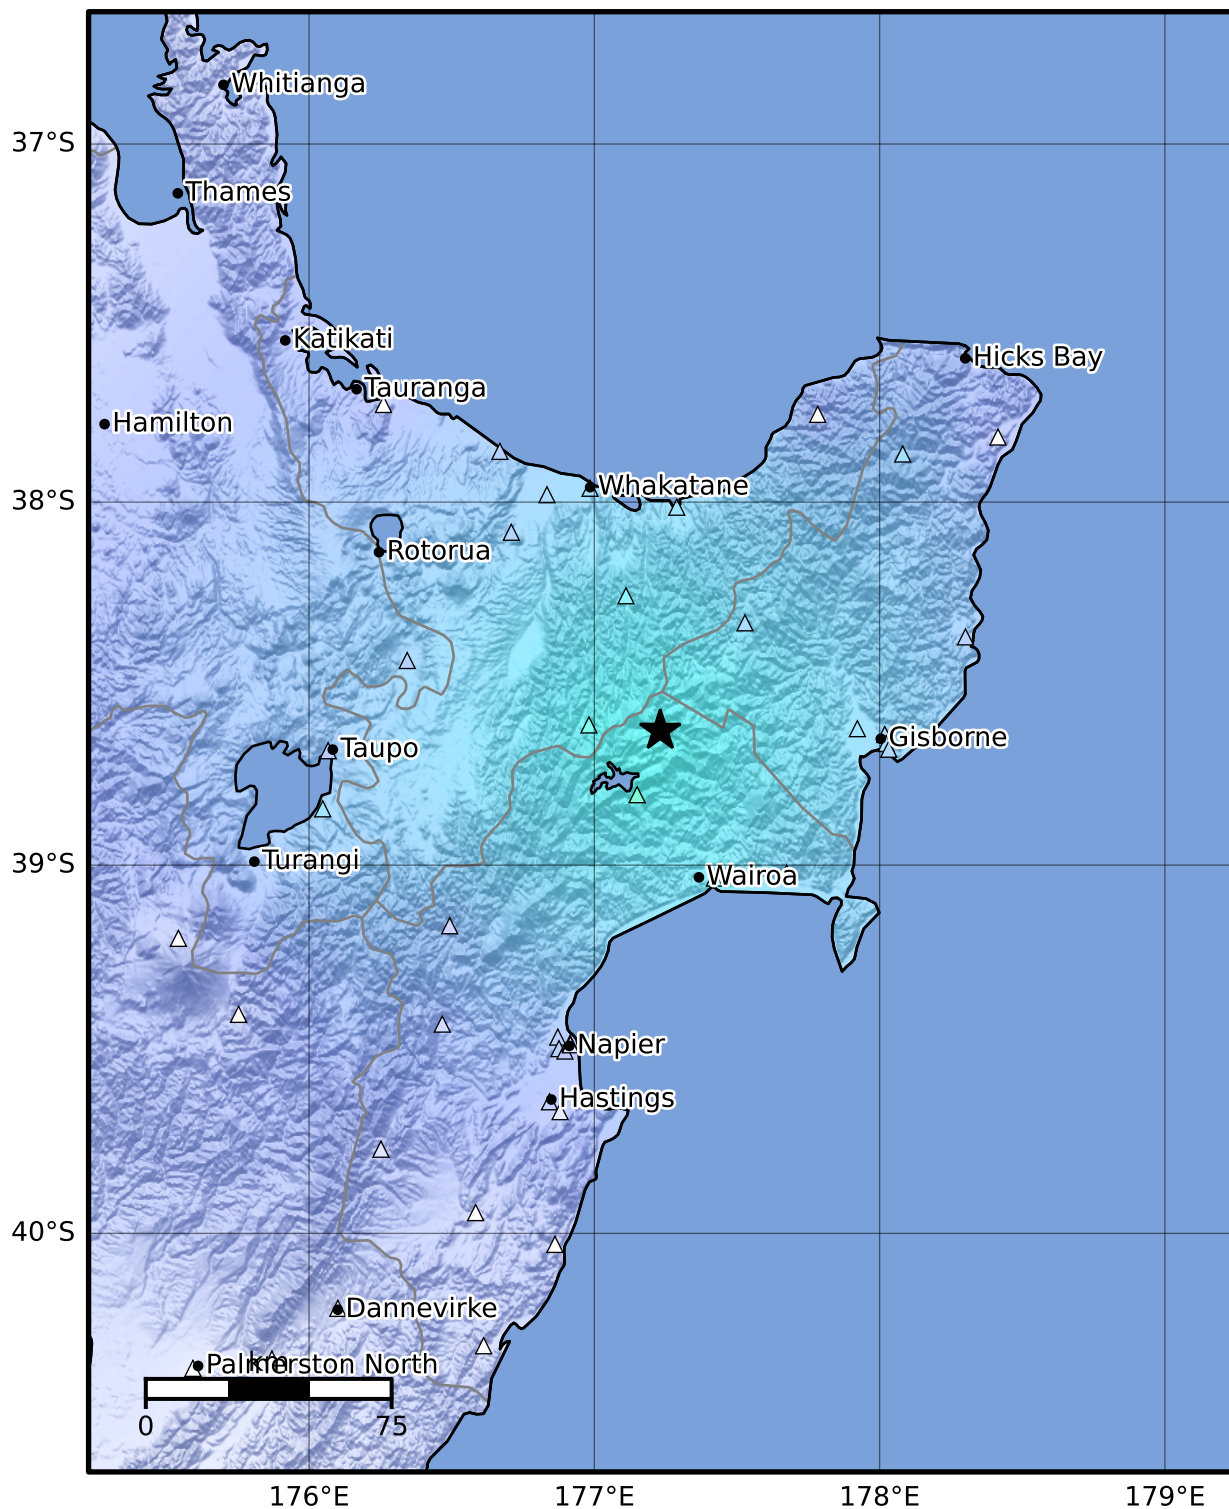 Whitianga
37°S
Thames
Katikati
Hicks Bay
Tauranga
Hamilton
Whakatane
38°S
Rotorua
Gisborne
Taupo
Turangi
39°S
Wairoa
Napier
Hastings
40°S
Dannevirke
km
Palmerston North
0 75
176°E 177°E 178°E 179°E